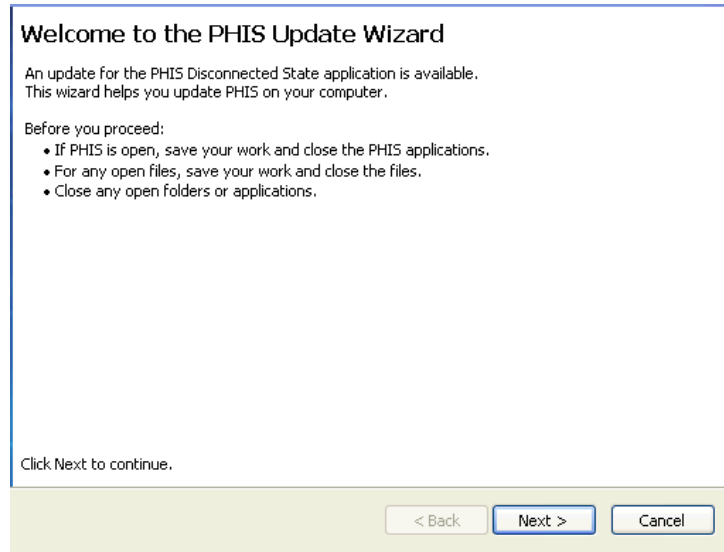 Welcome to the PHIS Update Wizard
An update for the PHIS Disconnected State application is available.
This wizard helps you update PHIS on your computer.
Before you proceed:
• If PHIS is open, save your work and close the PHIS applications.
• For any open files, save your work and close the files.
• Close any open folders or applications.
Click Next to continue.
< Back Next > Cancel